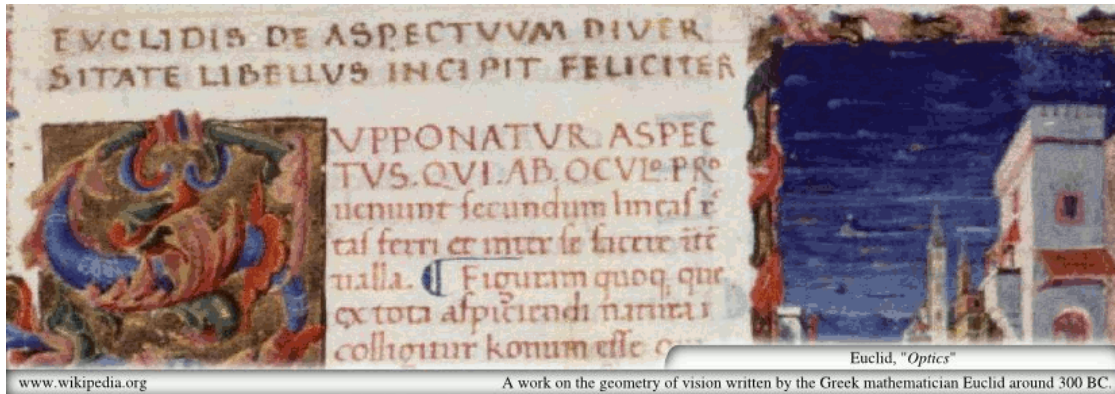 EVCLIDIS DE ASPECTVVM DIVER
SITATE LIBELLVS INCIPIT FELICITER
VPPONATVR ASPEC
TVS. QVI. AB. OCVLo. PRo
ueniunt secundum lineas r̄
tas ferri et inter se facere
ualla. ¶ Figuram quoq; que
ex tota aspiciendi natura i
colligitur konum esse
Euclid, "Optics"
www.wikipedia.org
A work on the geometry of vision written by the Greek mathematician Euclid around 300 BC.